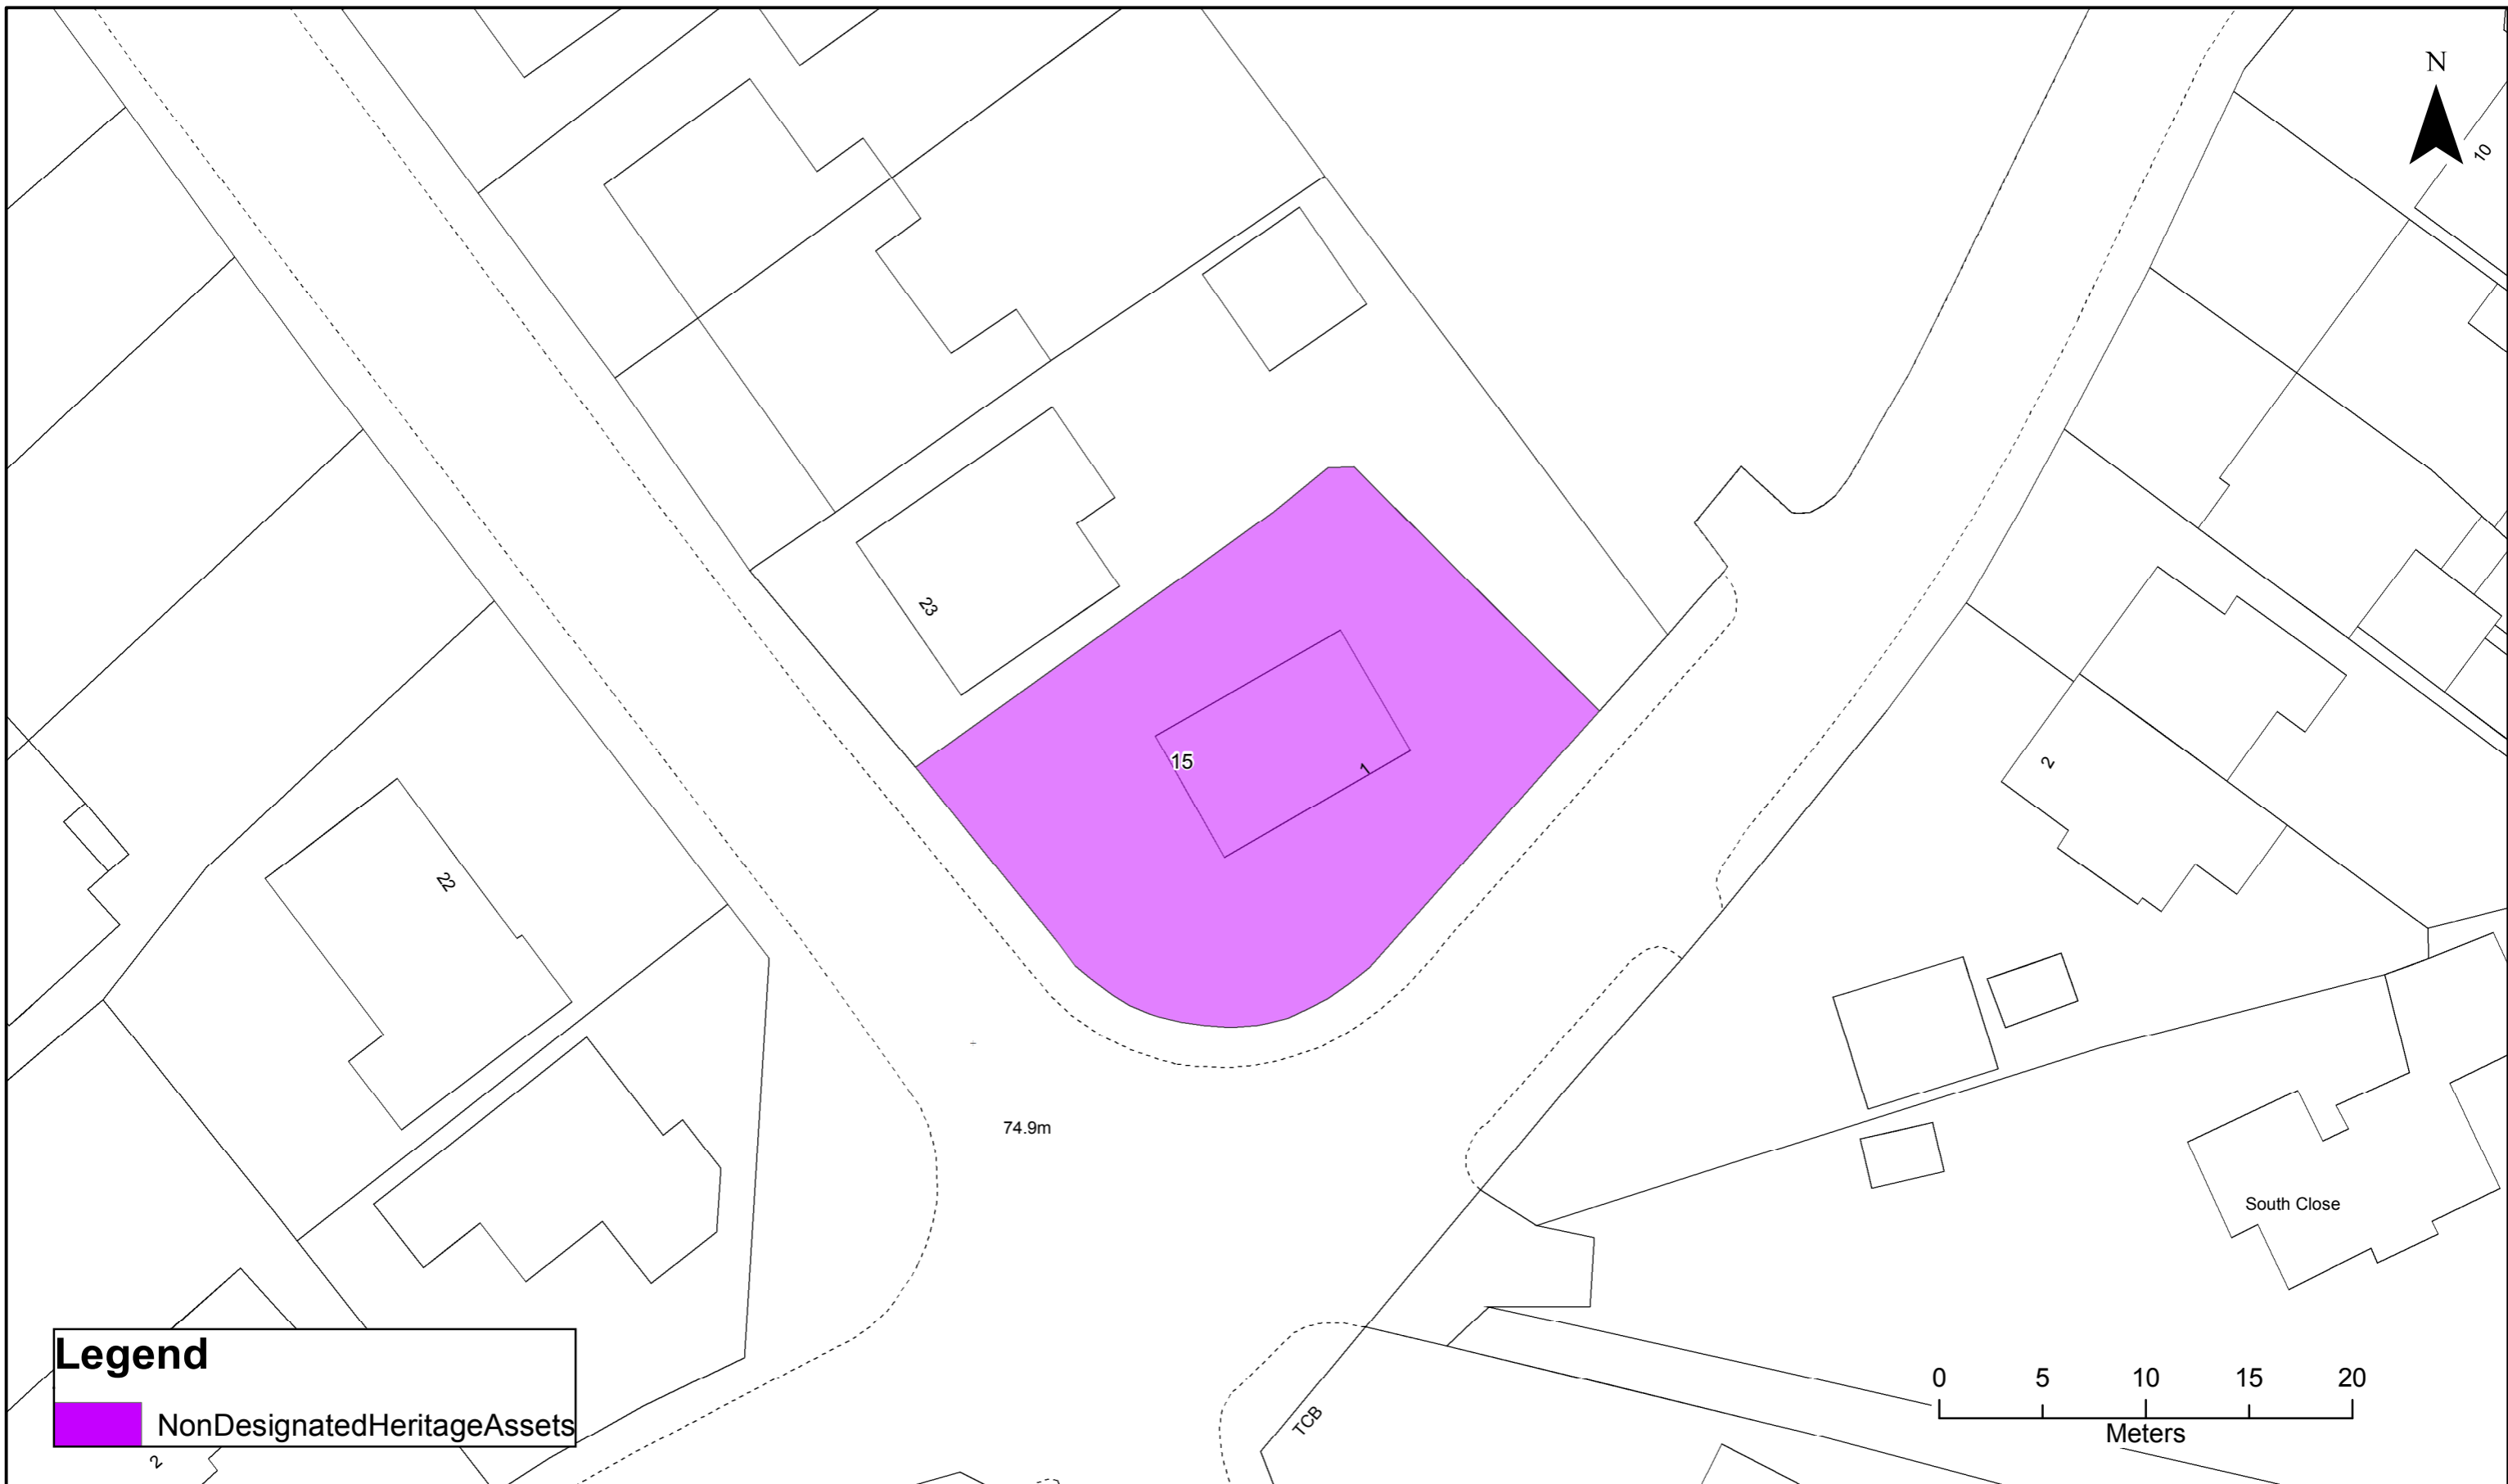 N
10
23
15
1
2
22
74.9m
South Close
TCB
Legend
NonDesignatedHeritageAssets
2
0 5 10 15 20
Meters